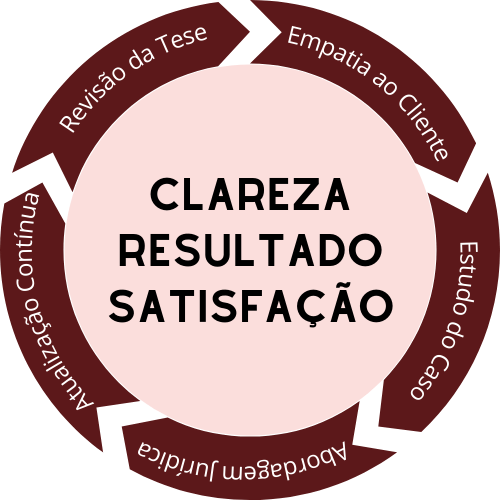 Empatia ao Cliente
Estudo do Caso
Abordagem Jurídica
Atualização Contínua
Revisão da Tese
CLAREZA
RESULTADO
SATISFAÇÃO